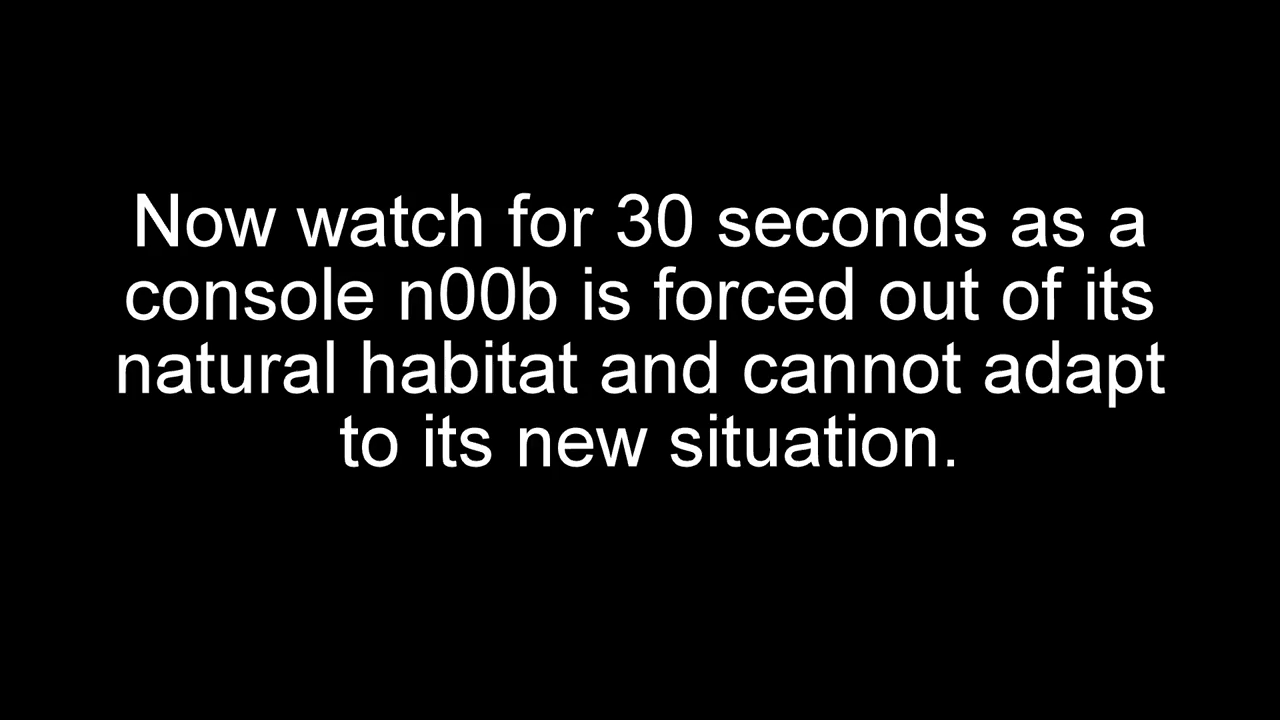 Now watch for 30 seconds as a
console n00b is forced out of its
natural habitat and cannot adapt
to its new situation.